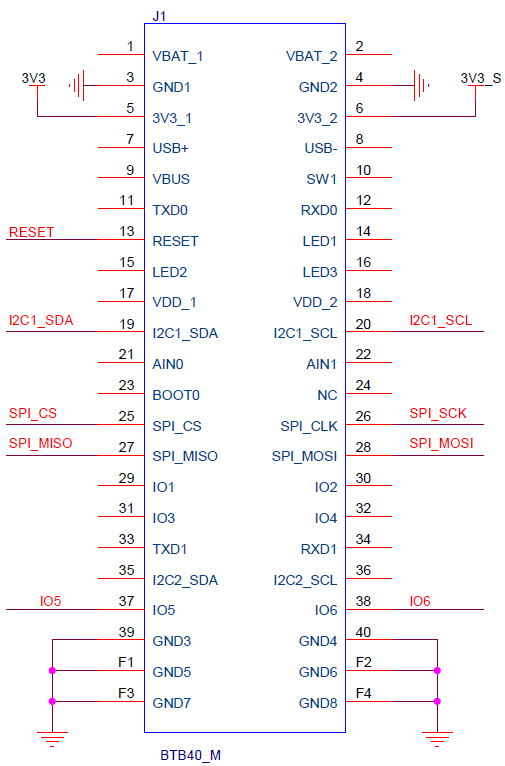 J1
1 VBAT_1 VBAT_2 2
3V3 3 GND1 GND2 4 3V3_S
5 3V3_1 3V3_2 6
7 USB+ USB- 8
9 VBUS SW1 10
11 TXD0 RXD0 12
RESET 13 RESET LED1 14
15 LED2 LED3 16
17 VDD_1 VDD_2 18
I2C1_SDA 19 I2C1_SDA I2C1_SCL 20 I2C1_SCL
21 AIN0 AIN1 22
23 BOOT0 NC 24
SPI_CS 25 SPI_CS SPI_CLK 26 SPI_SCK
SPI_MISO 27 SPI_MISO SPI_MOSI 28 SPI_MOSI
29 IO1 IO2 30
31 IO3 IO4 32
33 TXD1 RXD1 34
35 I2C2_SDA I2C2_SCL 36
IO5 37 IO5 IO6 38 IO6
39 GND3 GND4 40
F1 GND5 GND6 F2
F3 GND7 GND8 F4
BTB40_M